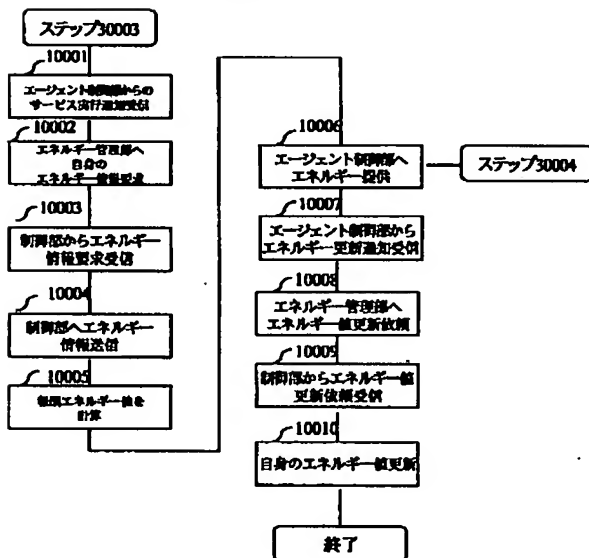 ステップ30003
10001
エージェント制御部からの
サービス実行通知受信
10002
エネルギー管理部へ
自身の
エネルギー情報要求
10003
制御部からエネルギー
情報要求受信
10004
制御部へエネルギー
情報送信
10005
エネルギー値を
計算
10006
エージェント制御部へ
エネルギー提供
ステップ30004
10007
エージェント制御部から
エネルギー更新通知受信
10008
エネルギー管理部へ
エネルギー値更新依頼
10009
制御部からエネルギー値
更新依頼受信
10010
自身のエネルギー値更新
終了